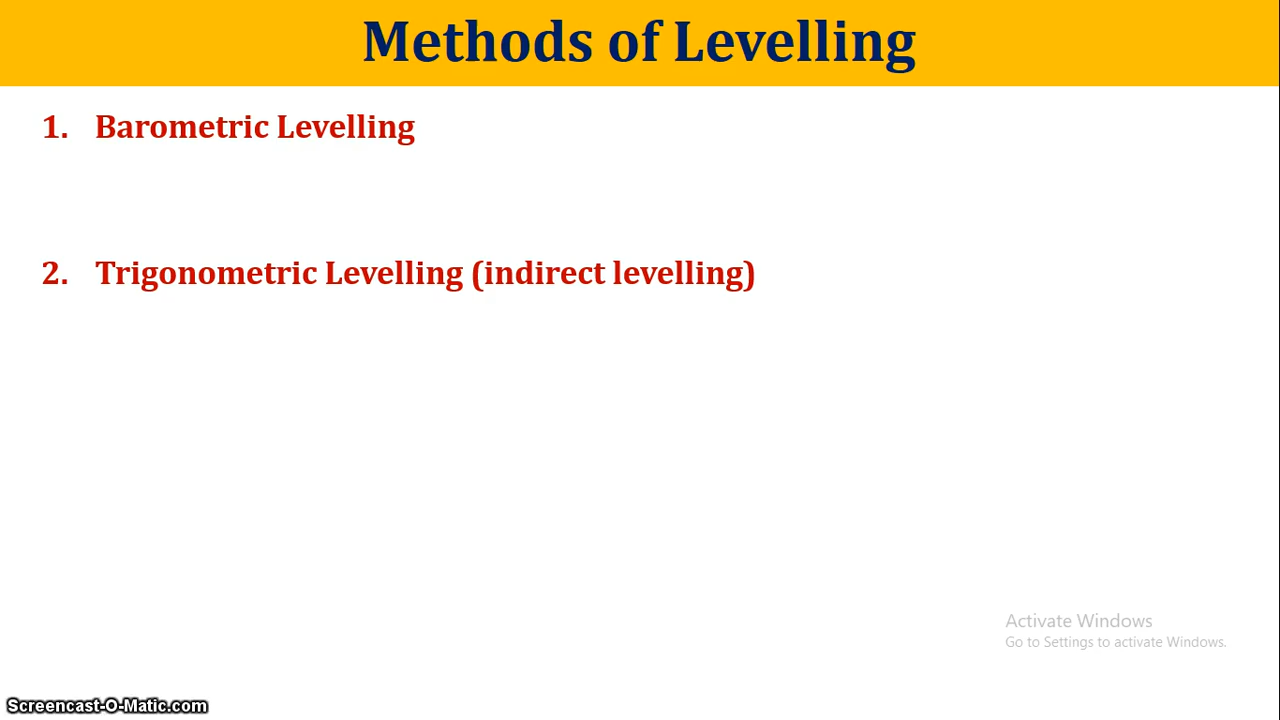 Methods of Levelling
1. Barometric Levelling
2. Trigonometric Levelling (indirect levelling)
Activate Windows
Go to Settings to activate Windows.
Screencast-O-Matic.com